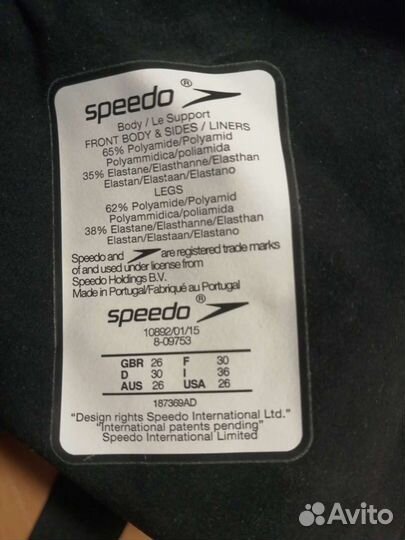 speedo®
Body / Le Support
FRONT BODY & SIDES / LINERS
65% Polyamide/Polyamid
Polyammidica/poliamida
35% Elastane/Elasthanne/Elasthan
Elastan/Elastaan/Elastano
LEGS
62% Polyamide/Polyamid
Polyammidica/poliamida
38% Elastane/Elasthanne/Elasthan
Elastan/Elastaan/Elastano
Speedo and are registered trade marks
of and used under license from
Speedo Holdings B.V.
Made in Portugal/Fabriqué au Portugal
speedo®
10892/01/15
8-09753
GBR 26 F 30
D 30 I 36
AUS 26 USA 26
187369AD
"Design rights Speedo International Ltd."
"International patents pending"
Speedo International Limited
Avito